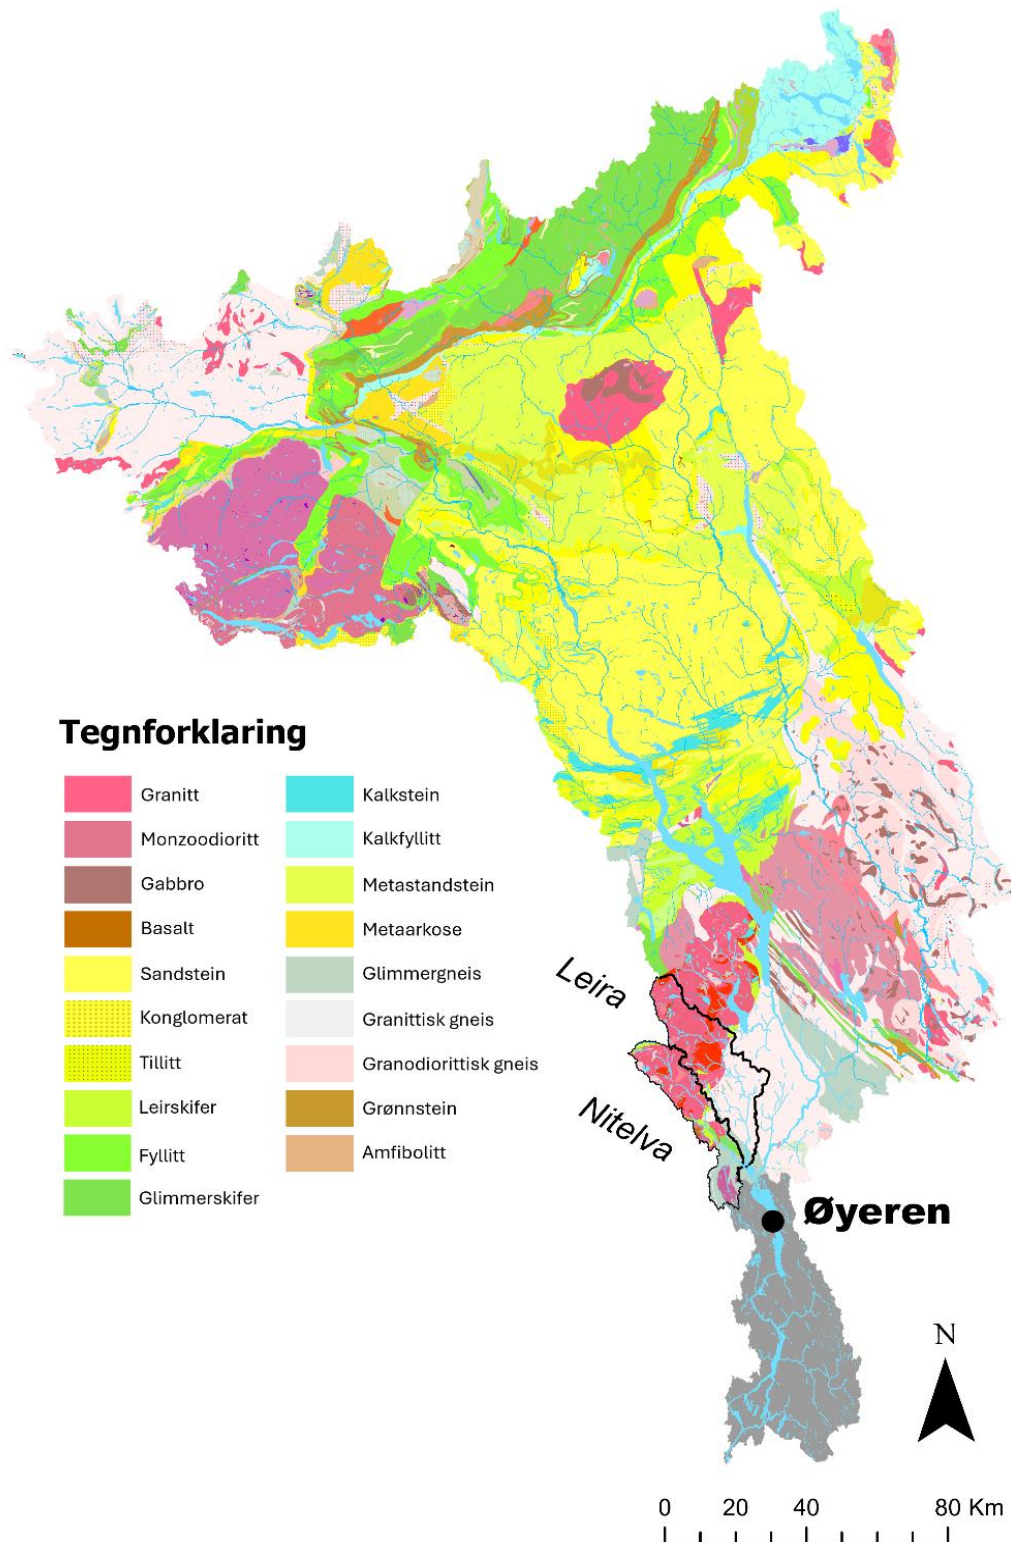 Tegnforklaring
Granitt
Monzoodioritt
Gabbro
Basalt
Sandstein
Konglomerat
Tillitt
Leirskifer
Fyllitt
Glimmerskifer
Kalkstein
Kalkfyllitt
Metastandstein
Metaarkose
Glimmergneis
Granittisk gneis
Granodiorittisk gneis
Grønnstein
Amfibolitt
Leira
Nitelva
Øyeren
N
0 20 40 80 Km